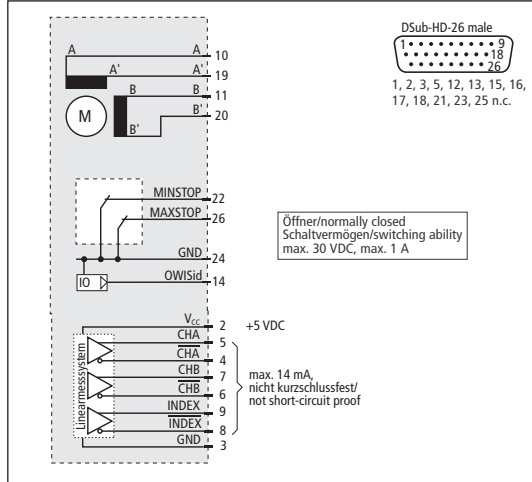 DSub-HD-26 male
1 9
18
26
1, 2, 3, 5, 12, 13, 15, 16,
17, 18, 21, 23, 25 n.c.
A A 10
A' A' 19
B B 11
M
B' B' 20
MINSTOP 22
MAXSTOP 26
GND 24
IO OWISid 14
Öffner/normally closed
Schaltvermögen/switching ability
max. 30 VDC, max. 1 A
Linearmesssystem
VCC 2 +5 VDC
CHA 5
CHA 4
CHB 7
CHB 6
INDEX 9
INDEX 8
GND 3
max. 14 mA,
nicht kurzschlussfest/
not short-circuit proof